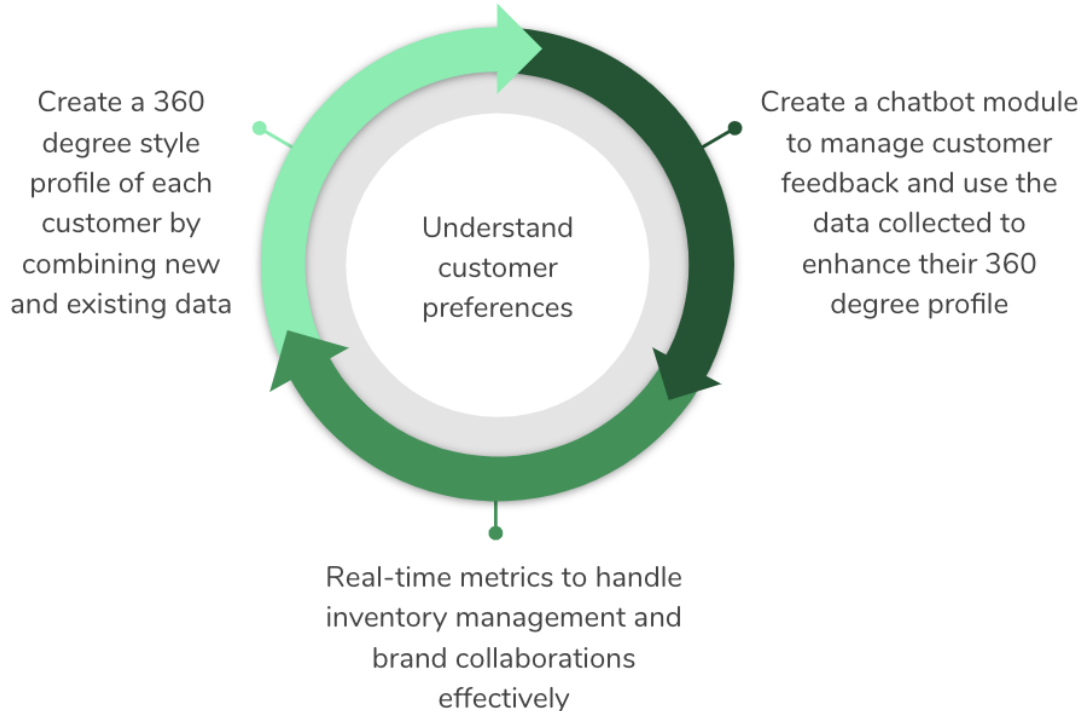 Create a 360
degree style
profile of each
customer by
combining new
and existing data
Understand
customer
preferences
Create a chatbot module
to manage customer
feedback and use the
data collected to
enhance their 360
degree profile
Real-time metrics to handle
inventory management and
brand collaborations
effectively